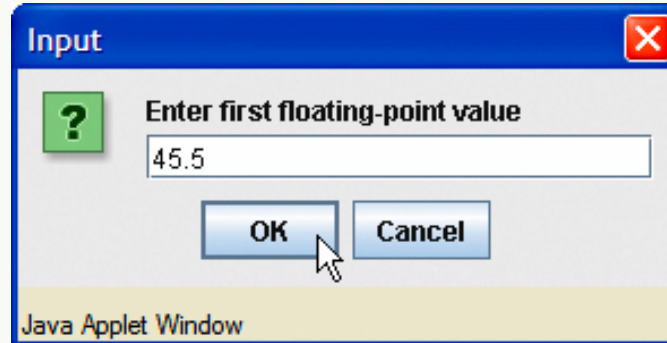 Input
?
Enter first floating-point value
45.5
OK Cancel
Java Applet Window